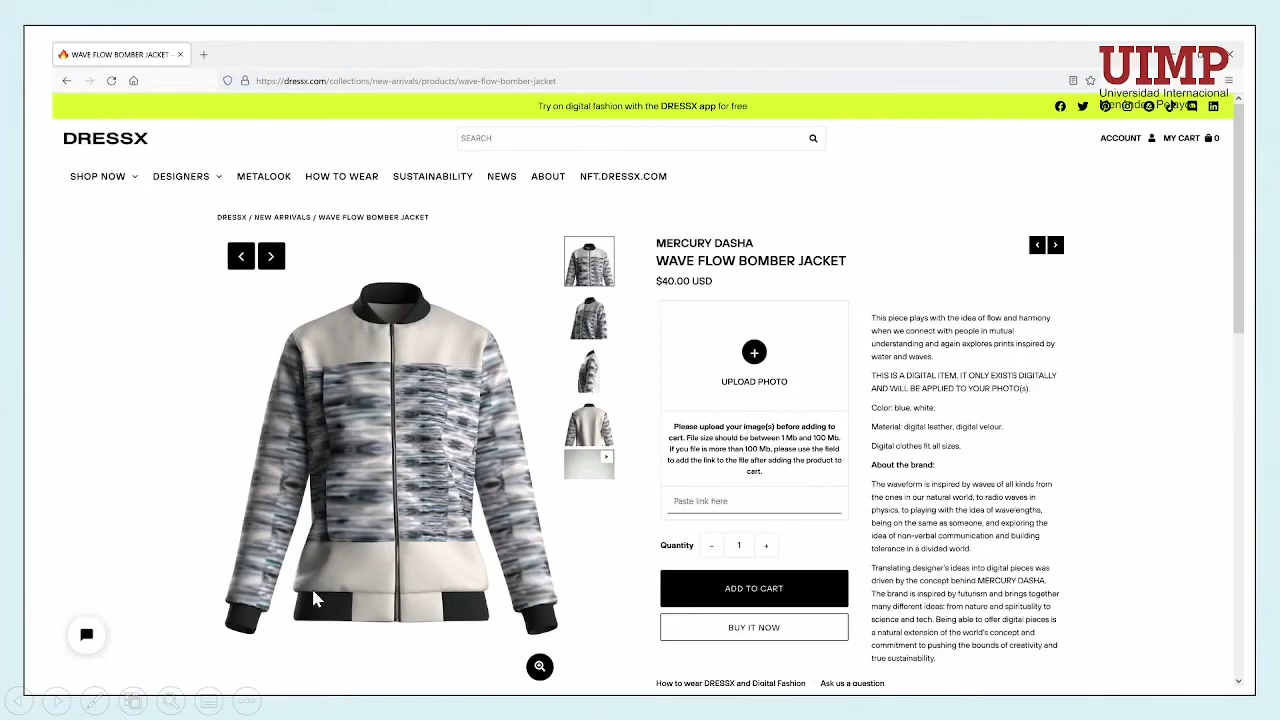 WAVE FLOW BOMBER JACKET
https://dressx.com/collections/new-arrivals/products/wave-flow-bomber-jacket
UIMP
Universidad Internacional
Menéndez Pelayo
Try on digital fashion with the DRESSX app for free
DRESSX
SEARCH
ACCOUNT MY CART 0
SHOP NOW DESIGNERS METALOOK HOW TO WEAR SUSTAINABILITY NEWS ABOUT NFT.DRESSX.COM
DRESSX / NEW ARRIVALS / WAVE FLOW BOMBER JACKET
MERCURY DASHA
WAVE FLOW BOMBER JACKET
$40.00 USD
UPLOAD PHOTO
Please upload your image(s) before adding to
cart. File size should be between 1 Mb and 100 Mb.
if you file is more than 100 Mb, please use the field
to add the link to the file after adding the product to
cart.
Paste link here
Quantity - 1 +
ADD TO CART
BUY IT NOW
How to wear DRESSX and Digital Fashion Ask us a question
This piece plays with the idea of flow and harmony
when we connect with people in mutual
understanding and again explores prints inspired by
water and waves.
THIS IS A DIGITAL ITEM, IT ONLY EXISTS DIGITALLY
AND WILL BE APPLIED TO YOUR PHOTO(s).
Color: blue, white.
Material: digital leather, digital velour.
Digital clothes fit all sizes.
About the brand:
The waveform is inspired by waves of all kinds from
the ones in our natural world, to radio waves in
physics, to playing with the idea of wavelengths,
being on the same as someone, and exploring the
idea of non-verbal communication and building
tolerance in a divided world.
Translating designer's ideas into digital pieces was
driven by the concept behind MERCURY DASHA.
The brand is inspired by futurism and brings together
many different ideas: from nature and spirituality to
science and tech. Being able to offer digital pieces is
a natural extension of the world's concept and
commitment to pushing the bounds of creativity and
true sustainability.